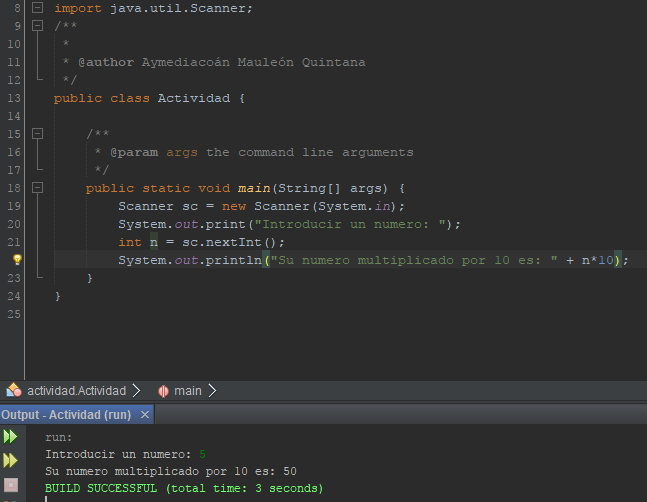 8 import java.util.Scanner;
9 /**
10 *
11 * @author Aymediacoán Mauleón Quintana
12 */
13 public class Actividad {
14
15 /**
16 * @param args the command line arguments
17 */
18 public static void main(String[] args) {
19 Scanner sc = new Scanner(System.in);
20 System.out.print("Introducir un numero: ");
21 int n = sc.nextInt();
System.out.println("Su numero multiplicado por 10 es: " + n*10);
23 }
24 }
25
actividad.Actividad main
Output - Actividad (run) ×
run:
Introducir un numero: 5
Su numero multiplicado por 10 es: 50
BUILD SUCCESSFUL (total time: 3 seconds)